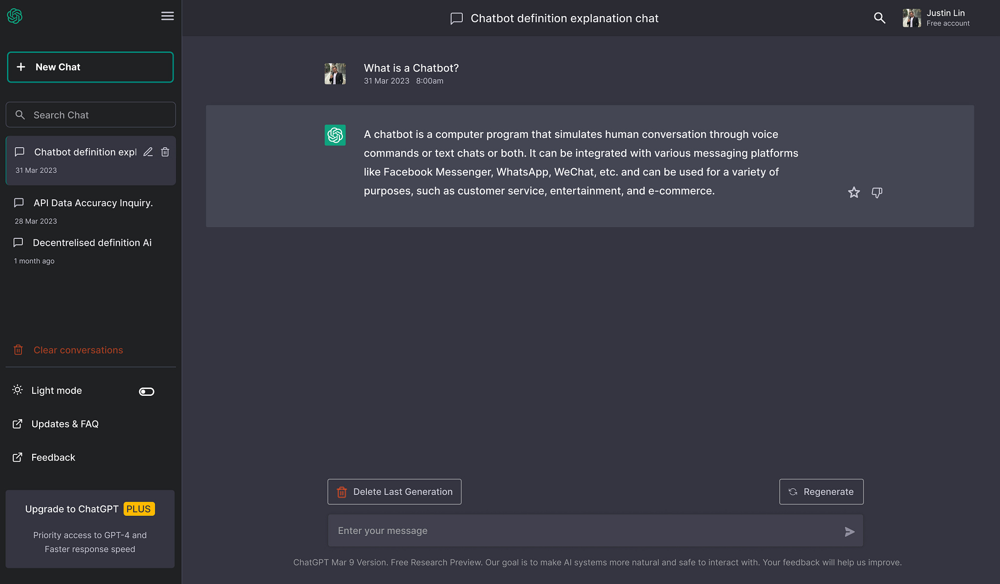 New Chat
Search Chat
Chatbot definition expl
31 Mar 2023
API Data Accuracy Inquiry.
28 Mar 2023
Decentrelised definition Ai
1 month ago
Clear conversations
Light mode
Updates & FAQ
Feedback
Upgrade to ChatGPT PLUS
Priority access to GPT-4 and
Faster response speed
Chatbot definition explanation chat
Justin Lin
Free account
What is a Chatbot?
31 Mar 2023 8:00am
A chatbot is a computer program that simulates human conversation through voice
commands or text chats or both. It can be integrated with various messaging platforms
like Facebook Messenger, WhatsApp, WeChat, etc. and can be used for a variety of
purposes, such as customer service, entertainment, and e-commerce.
Delete Last Generation
Regenerate
Enter your message
ChatGPT Mar 9 Version. Free Research Preview. Our goal is to make AI systems more natural and safe to interact with. Your feedback will help us improve.